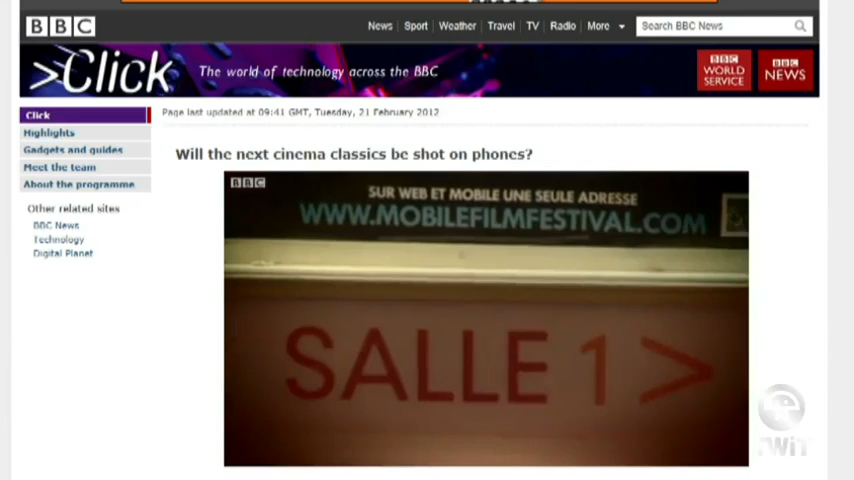 BBC
News Sport Weather Travel TV Radio More Search BBC News
>Click The world of technology across the BBC
BBC WORLD SERVICE
BBC NEWS
Click
Highlights
Gadgets and guides
Meet the team
About the programme
Other related sites
BBC News
Technology
Digital Planet
Page last updated at 09:41 GMT, Tuesday, 21 February 2012
Will the next cinema classics be shot on phones?
BBC
SUR WEB ET MOBILE UNE SEULE ADRESSE
WWW.MOBILEFILMFESTIVAL.COM
SALLE 1 >
TWiT